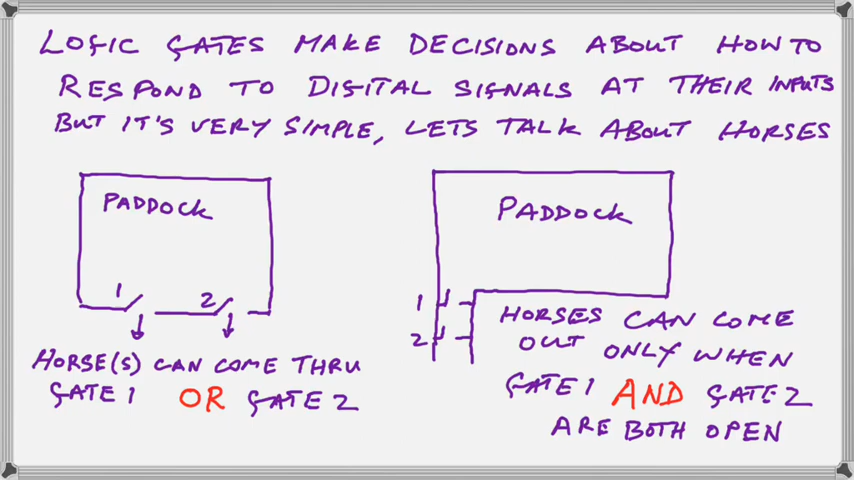 LOGIC GATES MAKE DECISIONS ABOUT HOW TO
RESPOND TO DIGITAL SIGNALS AT THEIR INPUTS
BUT IT'S VERY SIMPLE, LETS TALK ABOUT HORSES
PADDOCK
1 2
HORSE(S) CAN COME THRU
GATE 1 OR GATE 2
PADDOCK
1
2
HORSES CAN COME
OUT ONLY WHEN
GATE 1 AND GATE 2
ARE BOTH OPEN